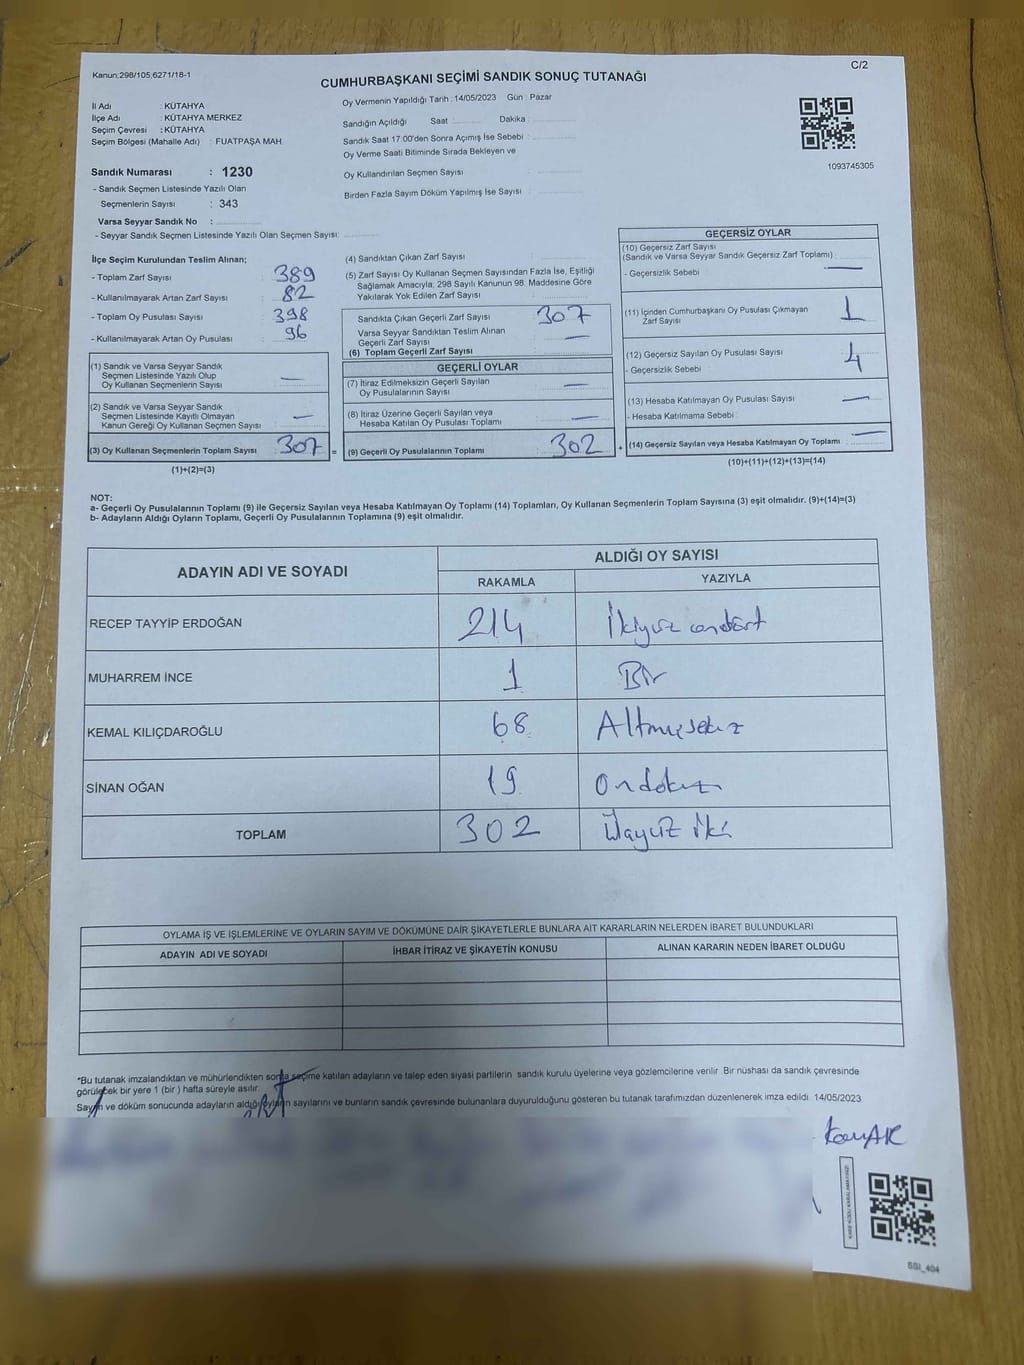 Kanun:298/105,6271/18-1
C/2
CUMHURBAŞKANI SEÇİMİ SANDIK SONUÇ TUTANAĞI
İl Adı : KÜTAHYA
İlçe Adı : KÜTAHYA MERKEZ
Seçim Çevresi : KÜTAHYA
Seçim Bölgesi (Mahalle Adı) : FUATPAŞA MAH.
Sandık Numarası : 1230
- Sandık Seçmen Listesinde Yazılı Olan
Seçmenlerin Sayısı : 343
Varsa Seyyar Sandık No :
- Seyyar Sandık Seçmen Listesinde Yazılı Olan Seçmen Sayısı:
Oy Vermenin Yapıldığı Tarih : 14/05/2023 Gün : Pazar
Sandığın Açıldığı Saat : Dakika :
Sandık Saat 17.00'den Sonra Açımış İse Sebebi :
Oy Verme Saati Bitiminde Sırada Bekleyen ve
Oy Kullandırılan Seçmen Sayısı :
Birden Fazla Sayım Döküm Yapılmış İse Sayısı :
1093745305
İlçe Seçim Kurulundan Teslim Alınan;
- Toplam Zarf Sayısı : 389
- Kullanılmayarak Artan Zarf Sayısı : 82
- Toplam Oy Pusulası Sayısı : 398
- Kullanılmayarak Artan Oy Pusulası : 96
(1) Sandık ve Varsa Seyyar Sandık
Seçmen Listesinde Yazılı Olup
Oy Kullanan Seçmenlerin Sayısı : —
(2) Sandık ve Varsa Seyyar Sandık
Seçmen Listesinde Kayıtlı Olmayan
Kanun Gereği Oy Kullanan Seçmen Sayısı : —
(3) Oy Kullanan Seçmenlerin Toplam Sayısı : 307 =
(1)+(2)=(3)
(4) Sandıktan Çıkan Zarf Sayısı :
(5) Zarf Sayısı Oy Kullanan Seçmen Sayısından Fazla İse, Eşitliği
Sağlamak Amacıyla; 298 Sayılı Kanunun 98. Maddesine Göre
Yakılarak Yok Edilen Zarf Sayısı :
Sandıkta Çıkan Geçerli Zarf Sayısı : 307
Varsa Seyyar Sandıktan Teslim Alınan
Geçerli Zarf Sayısı : —
(6) Toplam Geçerli Zarf Sayısı
GEÇERLİ OYLAR
(7) İtiraz Edilmeksizin Geçerli Sayılan
Oy Pusulalarının Sayısı : —
(8) İtiraz Üzerine Geçerli Sayılan veya
Hesaba Katılan Oy Pusulası Toplamı : —
(9) Geçerli Oy Pusulalarının Toplamı : 302 +
GEÇERSİZ OYLAR
(10) Geçersiz Zarf Sayısı
(Sandık ve Varsa Seyyar Sandık Geçersiz Zarf Toplamı) :
- Geçersizlik Sebebi : —
(11) İçinden Cumhurbaşkanı Oy Pusulası Çıkmayan
Zarf Sayısı : 1
(12) Geçersiz Sayılan Oy Pusulası Sayısı : 4
- Geçersizlik Sebebi :
(13) Hesaba Katılmayan Oy Pusulası Sayısı : —
- Hesaba Katılmama Sebebi :
(14) Geçersiz Sayılan veya Hesaba Katılmayan Oy Toplamı : —
(10)+(11)+(12)+(13)=(14)
NOT:
a- Geçerli Oy Pusulalarının Toplamı (9) ile Geçersiz Sayılan veya Hesaba Katılmayan Oy Toplamı (14) Toplamları, Oy Kullanan Seçmenlerin Toplam Sayısına (3) eşit olmalıdır. (9)+(14)=(3)
b- Adayların Aldığı Oyların Toplamı, Geçerli Oy Pusulalarının Toplamına (9) eşit olmalıdır.
ADAYIN ADI VE SOYADI
ALDIĞI OY SAYISI
RAKAMLA YAZIYLA
RECEP TAYYİP ERDOĞAN 214 İkiyüz ondört
MUHARREM İNCE 1 Bir
KEMAL KILIÇDAROĞLU 68 Altmışsekiz
SİNAN OĞAN 19 Ondokuz
TOPLAM 302 Üçyüz iki
OYLAMA İŞ VE İŞLEMLERİNE VE OYLARIN SAYIM VE DÖKÜMÜNE DAİR ŞİKAYETLERLE BUNLARA AİT KARARLARIN NELERDEN İBARET BULUNDUKLARI
ADAYIN ADI VE SOYADI İHBAR İTİRAZ VE ŞİKAYETİN KONUSU ALINAN KARARIN NEDEN İBARET OLDUĞU
*Bu tutanak imzalandıktan ve mühürlendikten sonra seçime katılan adayların ve talep eden siyasi partilerin sandık kurulu üyelerine veya gözlemcilerine verilir. Bir nüshası da sandık çevresinde
görülecek bir yere 1 (bir) hafta süreyle asılır.
Sayım ve döküm sonucunda adayların aldığı oyların sayılarını ve bunların sandık çevresinde bulunanlara duyurulduğunu gösteren bu tutanak tarafımızdan düzenlenerek imza edildi. 14/05/2023
SSI_404